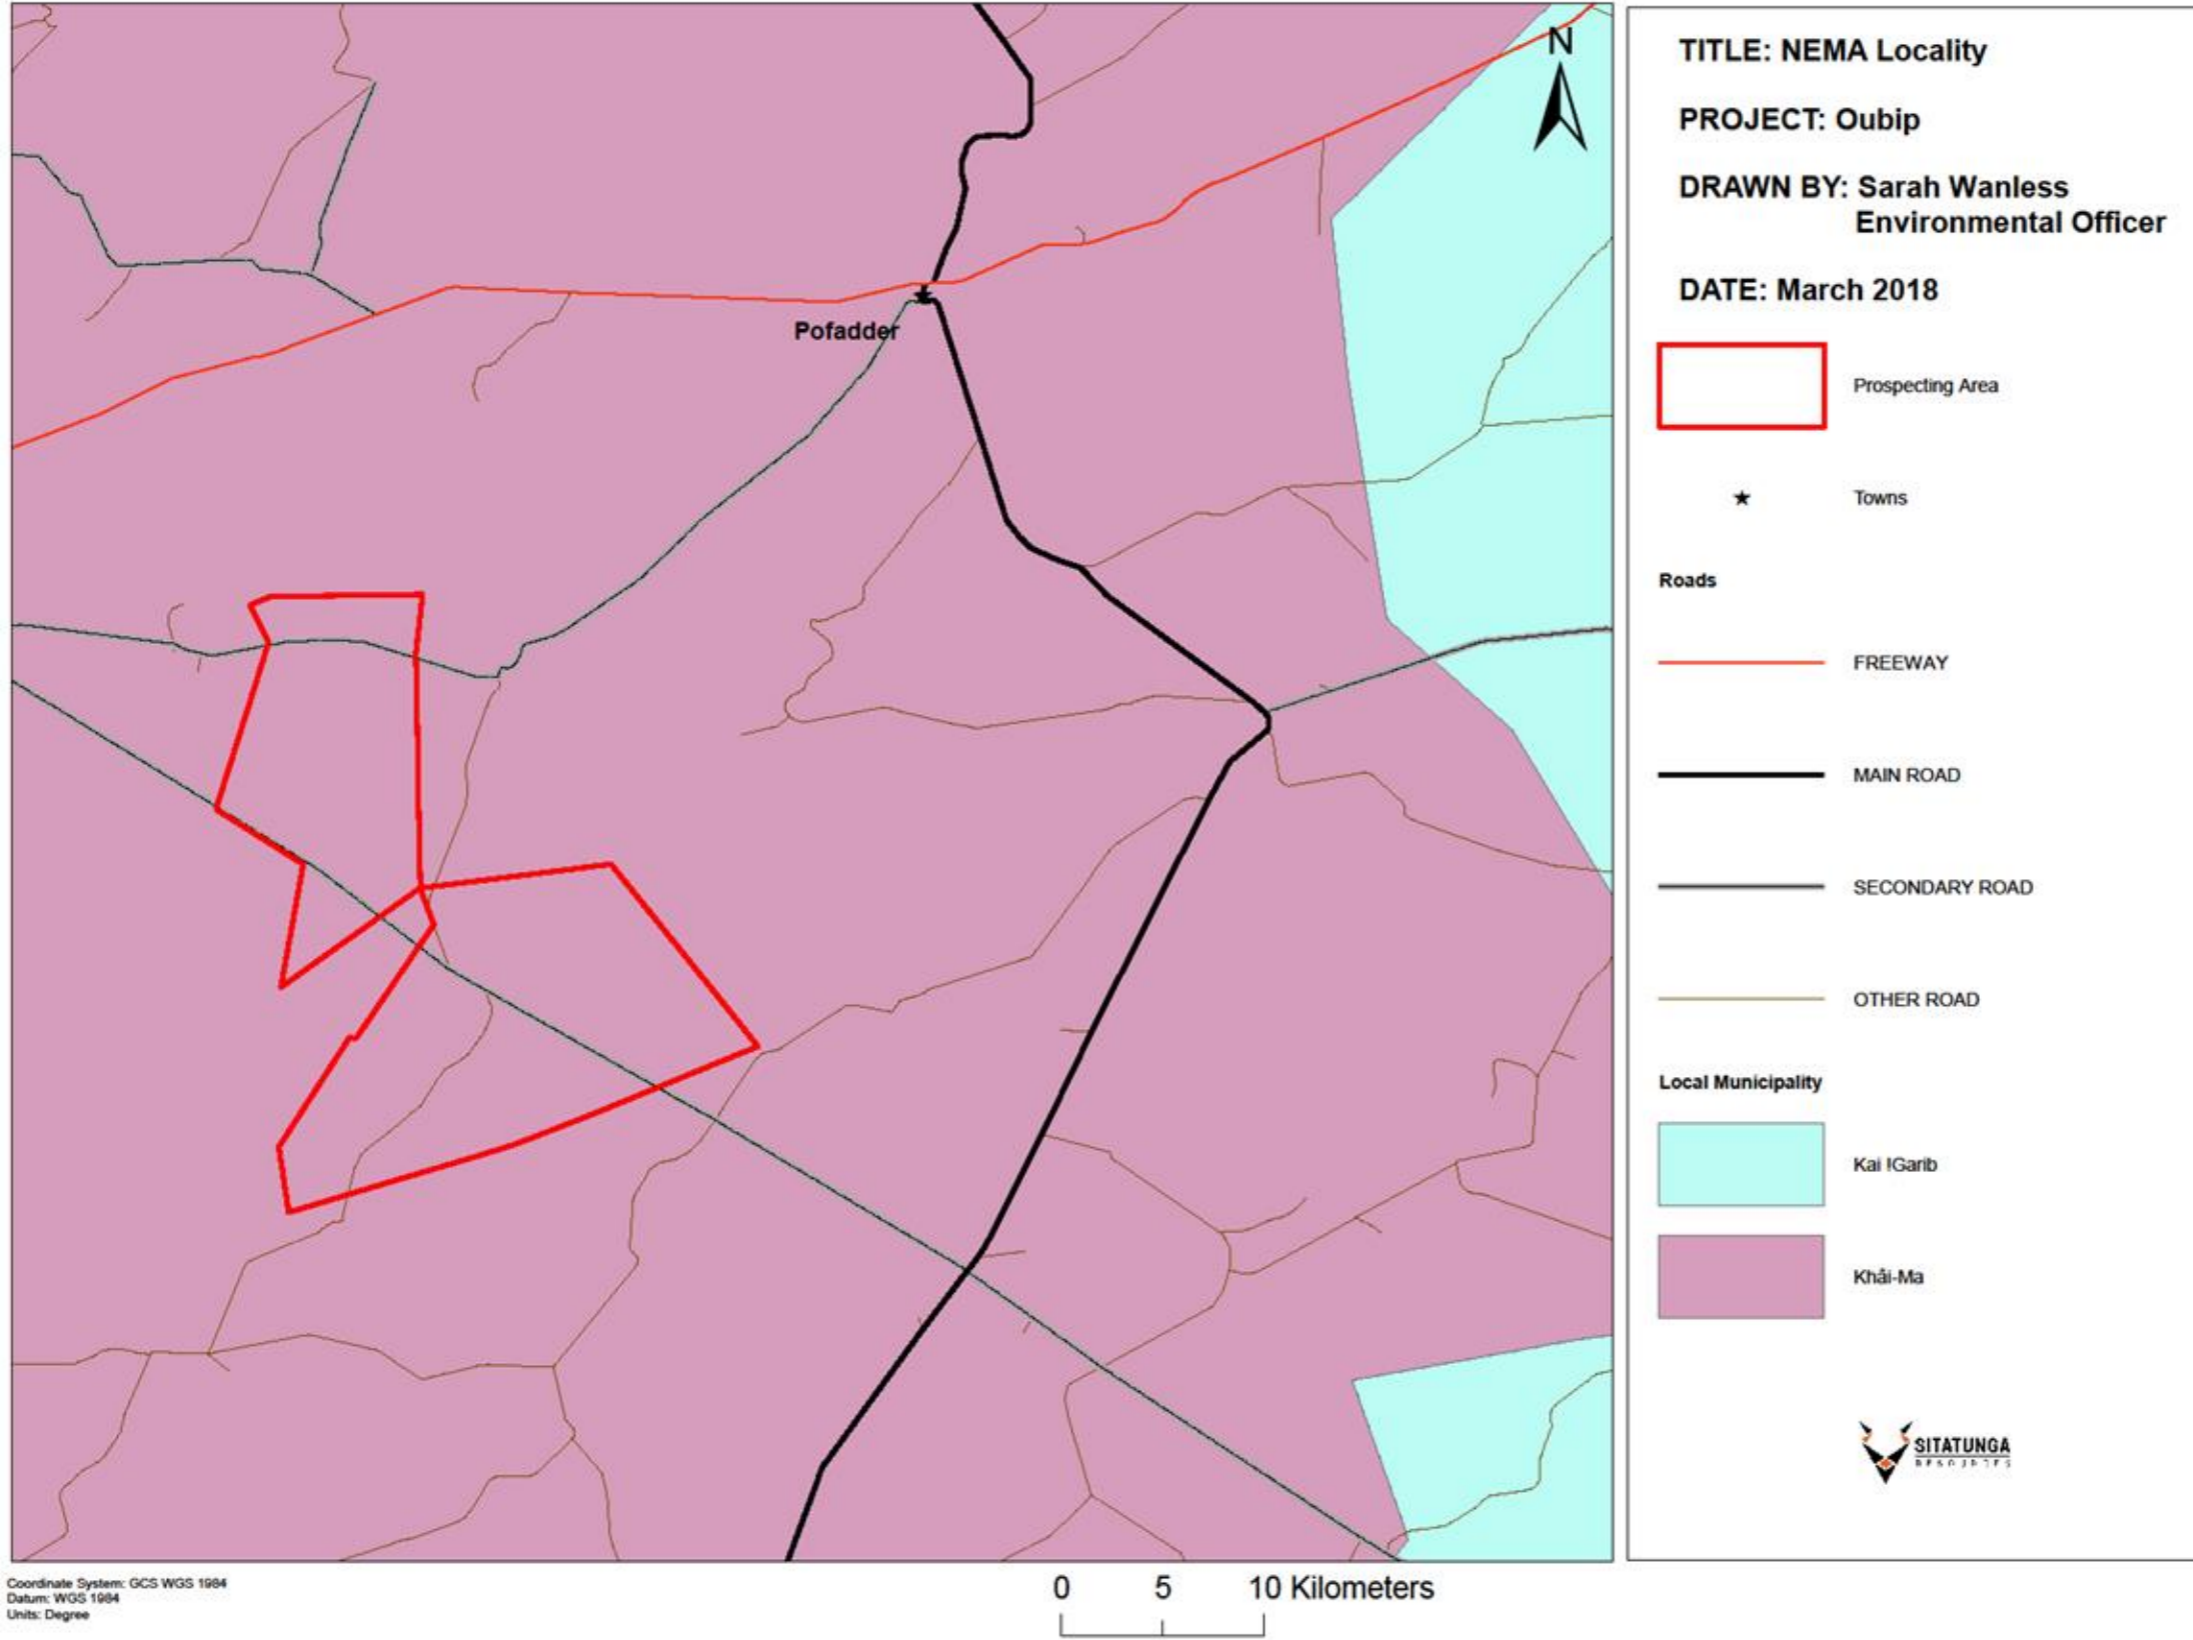 N
Pofadder
TITLE: NEMA Locality
PROJECT: Oubip
DRAWN BY: Sarah Wanless
Environmental Officer
DATE: March 2018
Prospecting Area
Towns
Roads
FREEWAY
MAIN ROAD
SECONDARY ROAD
OTHER ROAD
Local Municipality
Kai !Garib
Khâi-Ma
SITATUNGA
RESOURCES
Coordinate System: GCS WGS 1984
Datum: WGS 1984
Units: Degree
0 5 10 Kilometers